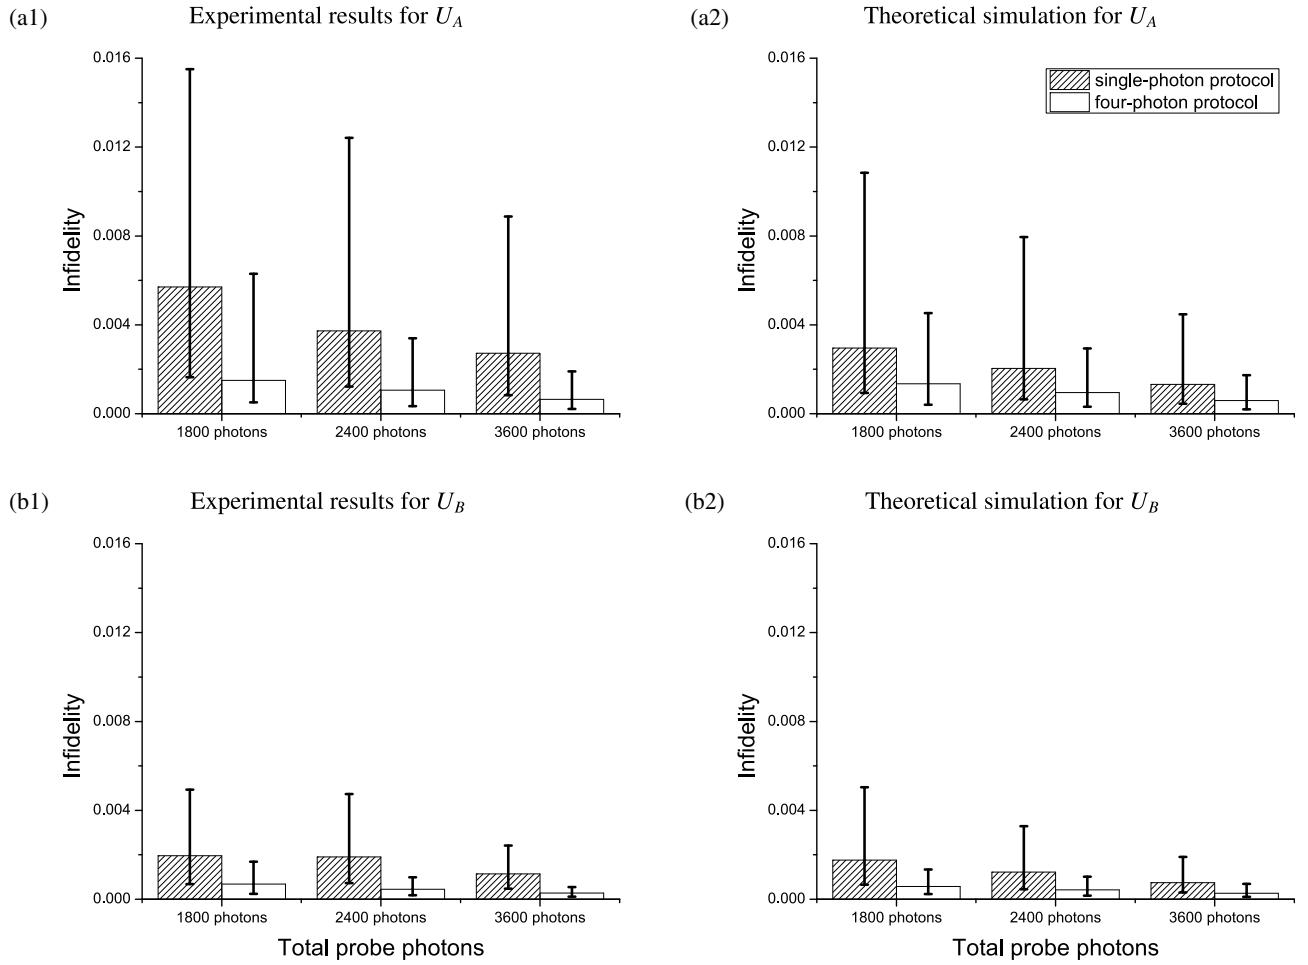 (a1) Experimental results for U_A
Infidelity
0.016
0.012
0.008
0.004
0.000
1800 photons 2400 photons 3600 photons
(a2) Theoretical simulation for U_A
single-photon protocol
four-photon protocol
Infidelity
0.016
0.012
0.008
0.004
0.000
1800 photons 2400 photons 3600 photons
(b1) Experimental results for U_B
Infidelity
0.016
0.012
0.008
0.004
0.000
1800 photons 2400 photons 3600 photons
Total probe photons
(b2) Theoretical simulation for U_B
Infidelity
0.016
0.012
0.008
0.004
0.000
1800 photons 2400 photons 3600 photons
Total probe photons